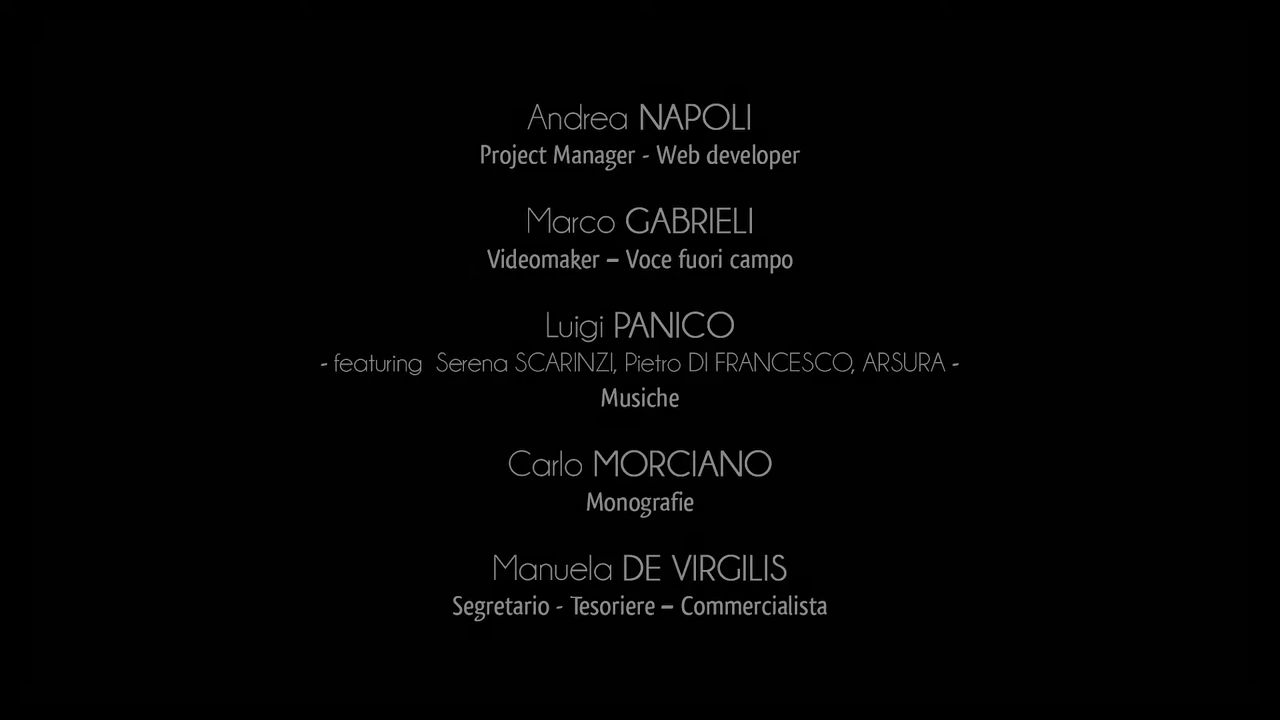 Andrea NAPOLI
Project Manager - Web developer
Marco GABRIELI
Videomaker – Voce fuori campo
Luigi PANICO
- featuring Serena SCARINZI, Pietro DI FRANCESCO, ARSURA -
Musiche
Carlo MORCIANO
Monografie
Manuela DE VIRGILIS
Segretario - Tesoriere – Commercialista